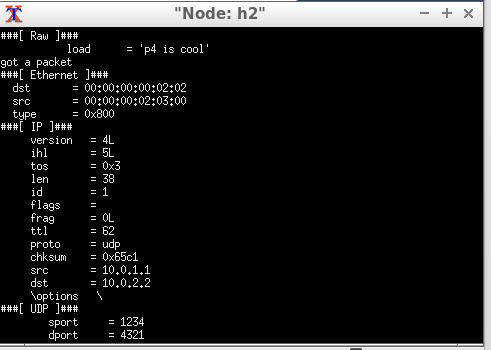 "Node: h2"
###[ Raw ]###
load = 'p4 is cool'
got a packet
###[ Ethernet ]###
dst = 00:00:00:00:02:02
src = 00:00:00:02:03:00
type = 0x800
###[ IP ]###
version = 4L
ihl = 5L
tos = 0x3
len = 38
id = 1
flags =
frag = 0L
ttl = 62
proto = udp
chksum = 0x65c1
src = 10.0.1.1
dst = 10.0.2.2
\options \
###[ UDP ]###
sport = 1234
dport = 4321